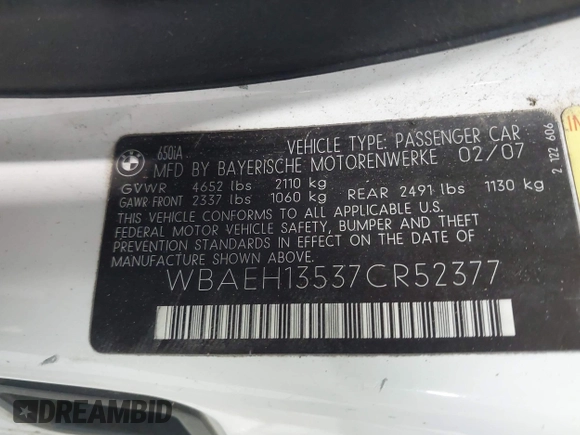 650iA
VEHICLE TYPE: PASSENGER CAR
MFD BY BAYERISCHE MOTORENWERKE 02/07
GVWR 4652 lbs 2110 kg
GAWR FRONT 2337 lbs 1060 kg REAR 2491 lbs 1130 kg
THIS VEHICLE CONFORMS TO ALL APPLICABLE U.S.
FEDERAL MOTOR VEHICLE SAFETY, BUMPER AND THEFT
PREVENTION STANDARDS IN EFFECT ON THE DATE OF
MANUFACTURE SHOWN ABOVE.
WBAEH13537CR52377
2 122 606
DREAMBID